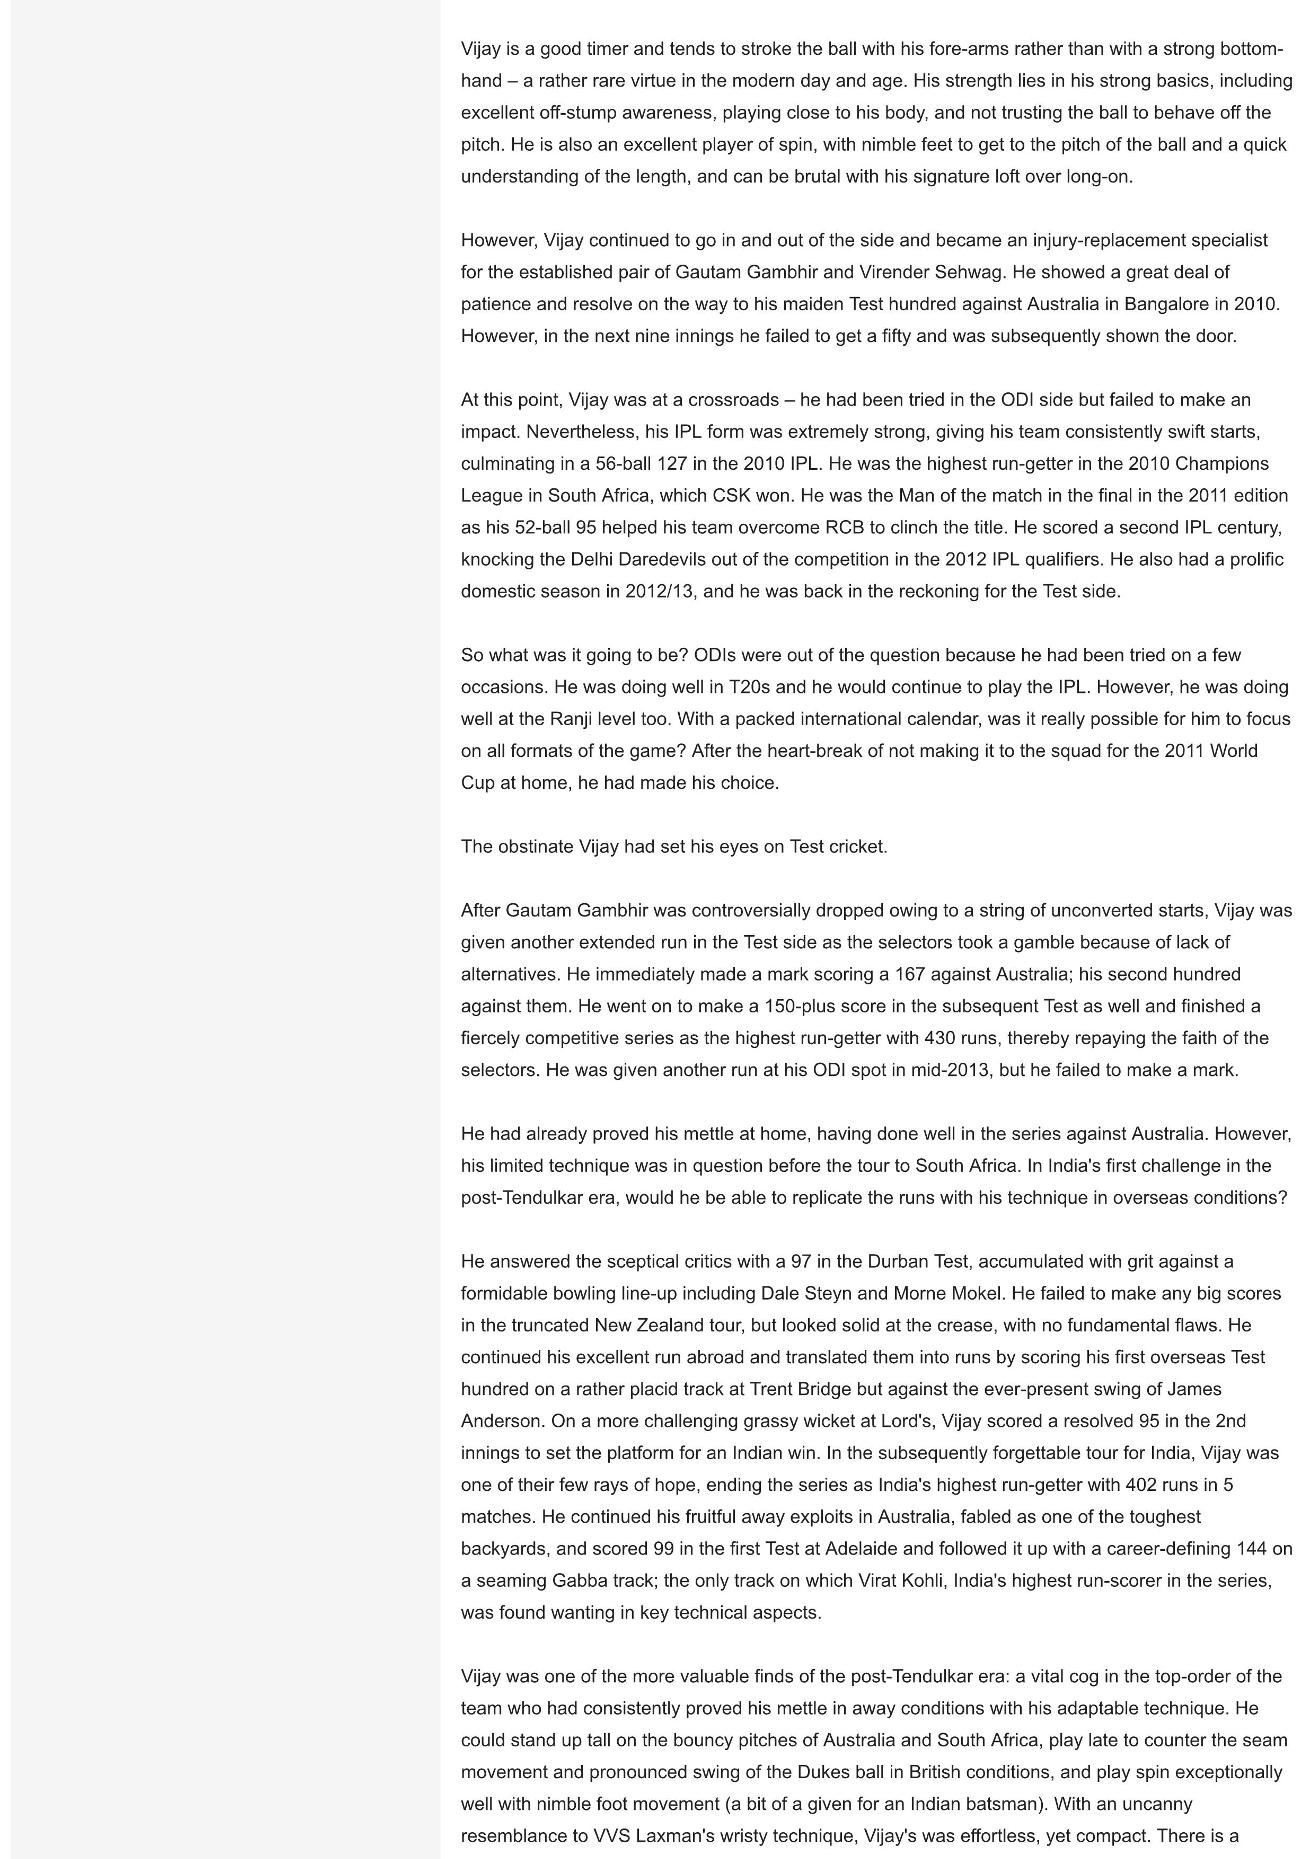 Vijay is a good timer and tends to stroke the ball with his fore-arms rather than with a strong bottom-
hand – a rather rare virtue in the modern day and age. His strength lies in his strong basics, including
excellent off-stump awareness, playing close to his body, and not trusting the ball to behave off the
pitch. He is also an excellent player of spin, with nimble feet to get to the pitch of the ball and a quick
understanding of the length, and can be brutal with his signature loft over long-on.
However, Vijay continued to go in and out of the side and became an injury-replacement specialist
for the established pair of Gautam Gambhir and Virender Sehwag. He showed a great deal of
patience and resolve on the way to his maiden Test hundred against Australia in Bangalore in 2010.
However, in the next nine innings he failed to get a fifty and was subsequently shown the door.
At this point, Vijay was at a crossroads – he had been tried in the ODI side but failed to make an
impact. Nevertheless, his IPL form was extremely strong, giving his team consistently swift starts,
culminating in a 56-ball 127 in the 2010 IPL. He was the highest run-getter in the 2010 Champions
League in South Africa, which CSK won. He was the Man of the match in the final in the 2011 edition
as his 52-ball 95 helped his team overcome RCB to clinch the title. He scored a second IPL century,
knocking the Delhi Daredevils out of the competition in the 2012 IPL qualifiers. He also had a prolific
domestic season in 2012/13, and he was back in the reckoning for the Test side.
So what was it going to be? ODIs were out of the question because he had been tried on a few
occasions. He was doing well in T20s and he would continue to play the IPL. However, he was doing
well at the Ranji level too. With a packed international calendar, was it really possible for him to focus
on all formats of the game? After the heart-break of not making it to the squad for the 2011 World
Cup at home, he had made his choice.
The obstinate Vijay had set his eyes on Test cricket.
After Gautam Gambhir was controversially dropped owing to a string of unconverted starts, Vijay was
given another extended run in the Test side as the selectors took a gamble because of lack of
alternatives. He immediately made a mark scoring a 167 against Australia; his second hundred
against them. He went on to make a 150-plus score in the subsequent Test as well and finished a
fiercely competitive series as the highest run-getter with 430 runs, thereby repaying the faith of the
selectors. He was given another run at his ODI spot in mid-2013, but he failed to make a mark.
He had already proved his mettle at home, having done well in the series against Australia. However,
his limited technique was in question before the tour to South Africa. In India's first challenge in the
post-Tendulkar era, would he be able to replicate the runs with his technique in overseas conditions?
He answered the sceptical critics with a 97 in the Durban Test, accumulated with grit against a
formidable bowling line-up including Dale Steyn and Morne Mokel. He failed to make any big scores
in the truncated New Zealand tour, but looked solid at the crease, with no fundamental flaws. He
continued his excellent run abroad and translated them into runs by scoring his first overseas Test
hundred on a rather placid track at Trent Bridge but against the ever-present swing of James
Anderson. On a more challenging grassy wicket at Lord's, Vijay scored a resolved 95 in the 2nd
innings to set the platform for an Indian win. In the subsequently forgettable tour for India, Vijay was
one of their few rays of hope, ending the series as India's highest run-getter with 402 runs in 5
matches. He continued his fruitful away exploits in Australia, fabled as one of the toughest
backyards, and scored 99 in the first Test at Adelaide and followed it up with a career-defining 144 on
a seaming Gabba track; the only track on which Virat Kohli, India's highest run-scorer in the series,
was found wanting in key technical aspects.
Vijay was one of the more valuable finds of the post-Tendulkar era: a vital cog in the top-order of the
team who had consistently proved his mettle in away conditions with his adaptable technique. He
could stand up tall on the bouncy pitches of Australia and South Africa, play late to counter the seam
movement and pronounced swing of the Dukes ball in British conditions, and play spin exceptionally
well with nimble foot movement (a bit of a given for an Indian batsman). With an uncanny
resemblance to VVS Laxman's wristy technique, Vijay's was effortless, yet compact. There is a